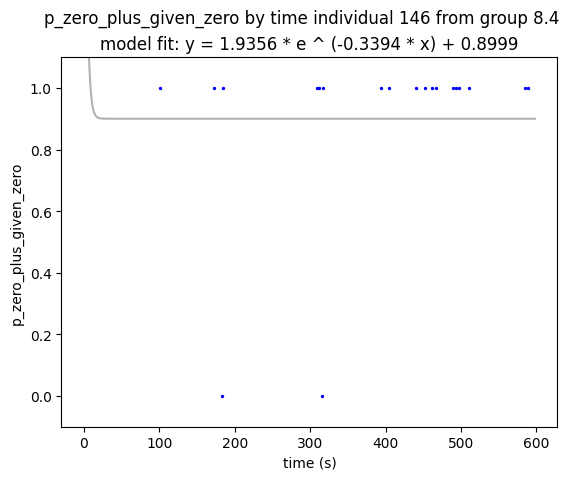 p_zero_plus_given_zero by time individual 146 from group 8.4
model fit: y = 1.9356 * e ^ (-0.3394 * x) + 0.8999
1.0
0.8
0.6
0.4
0.2
0.0
p_zero_plus_given_zero
0 100 200 300 400 500 600
time (s)